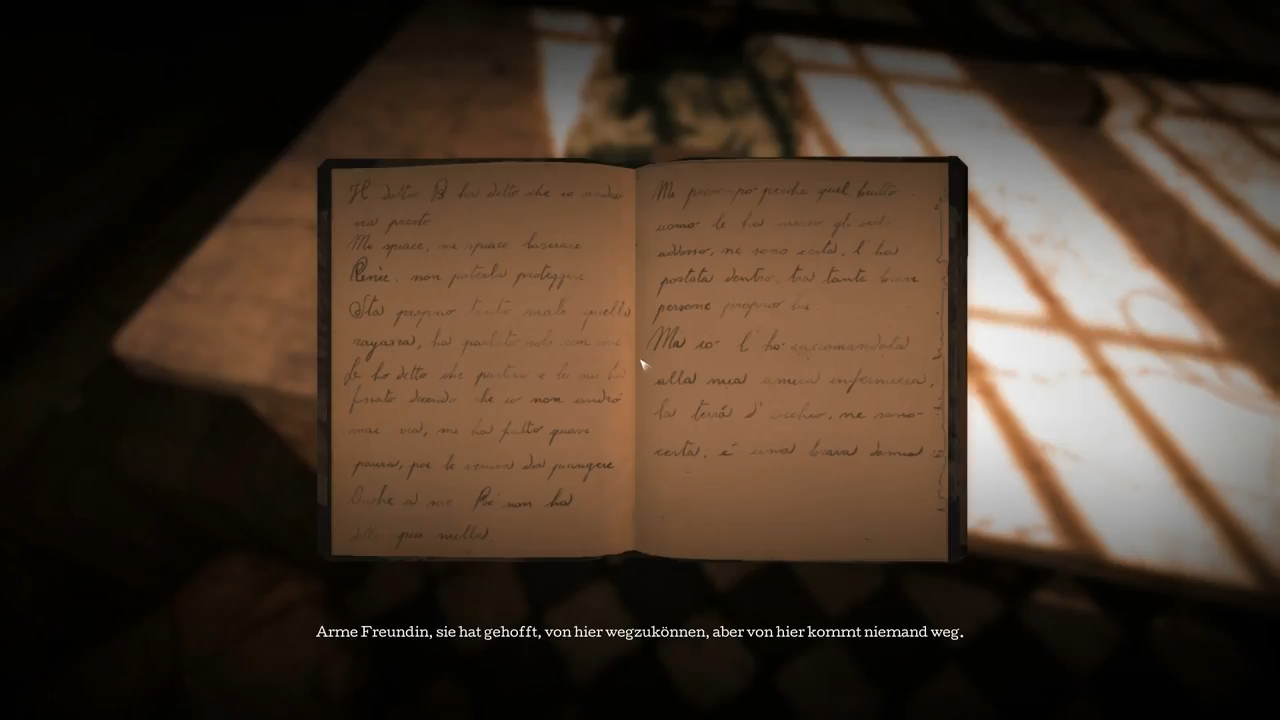 Il dottor B ha detto che io andrò
via presto
Mi spiace, mi spiace lasciare
Renée, non poterla proteggere
Sta proprio tanto male quella
ragazza, ha parlato solo con me
Le ho detto che partivo e lei mi ha
fissato dicendo che io non andrò
mai via, mi ha fatto quasi
paura, poi le veniva da piangere
Anche a me. Poi non ha
detto più nulla.
Ma proprio perché quel brutto
uomo le ha messo gli occhi
addosso, ne sono certa, l'ha
portata dentro, tra tante brave
persone proprio lei.
Ma io l'ho raccomandata
alla mia amica infermiera,
la terrà d'occhio, ne sono
certa, è una brava donna
Arme Freundin, sie hat gehofft, von hier wegzukönnen, aber von hier kommt niemand weg.